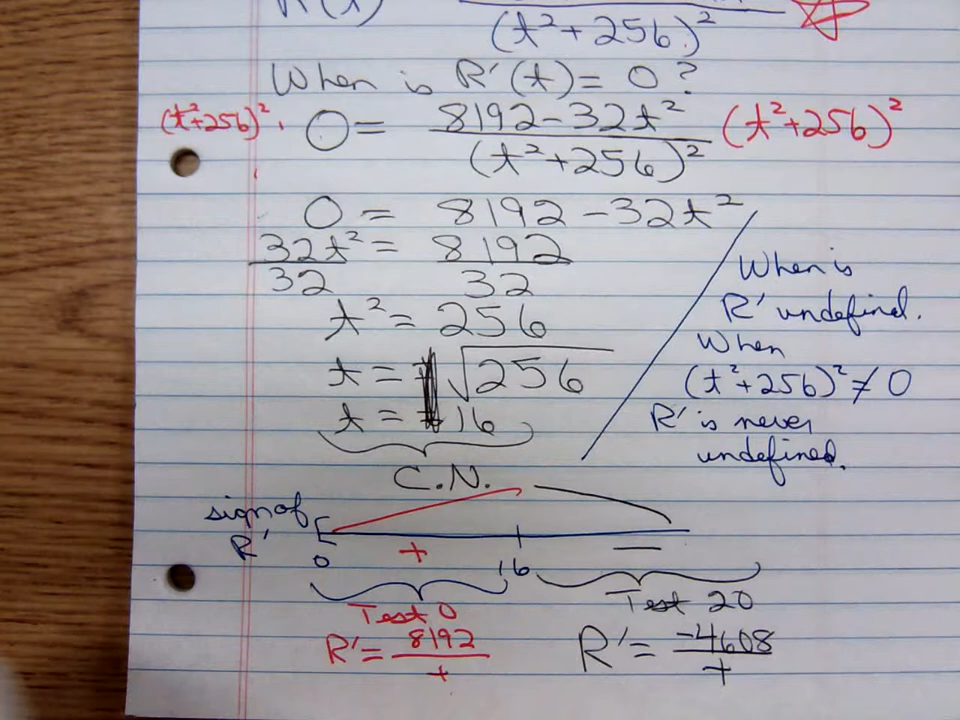 R'(t)
(t²+256)²
When is R'(t) = 0 ?
(t²+256)² · 0 = 8192-32t² / (t²+256)² (t²+256)²
0 = 8192 - 32t²
32t² / 32 = 8192 / 32
t² = 256
t = √256
t = 16
C.N.
When is
R' undefined.
When
(t²+256)² ≠ 0
R' is never
undefined.
sign of
R'
[ + —
0 16
Test 0
R' = 8192 / +
Test 20
R' = -4608 / +